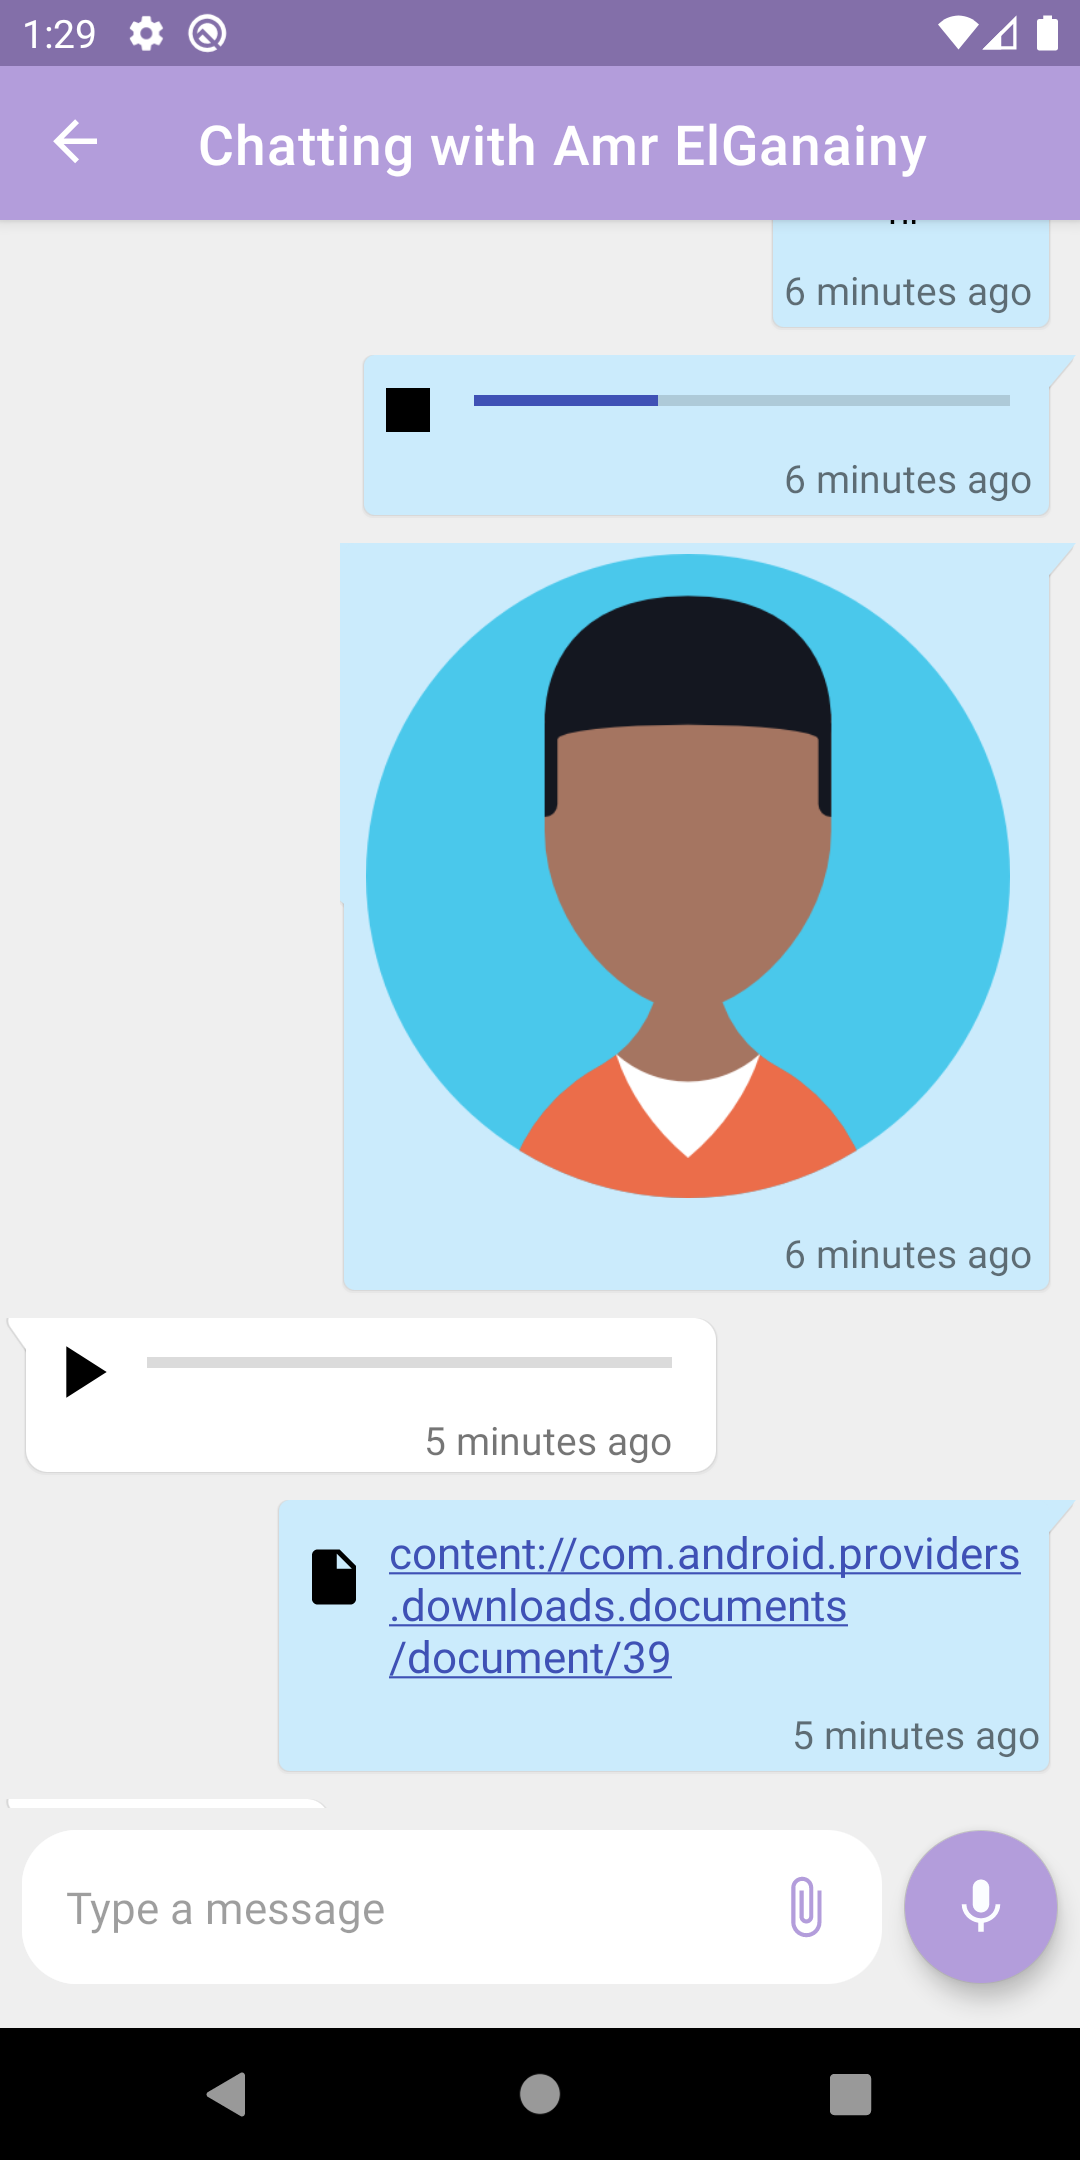 1:29
Chatting with Amr ElGanainy
6 minutes ago
6 minutes ago
6 minutes ago
5 minutes ago
content://com.android.providers
.downloads.documents
/document/39
5 minutes ago
Type a message